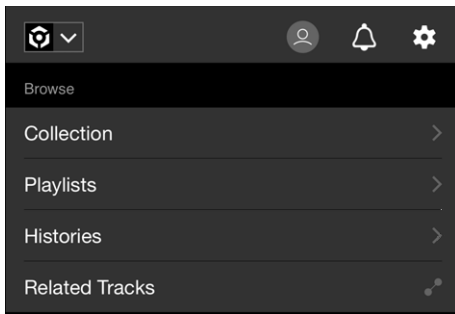 Browse
Collection
Playlists
Histories
Related Tracks